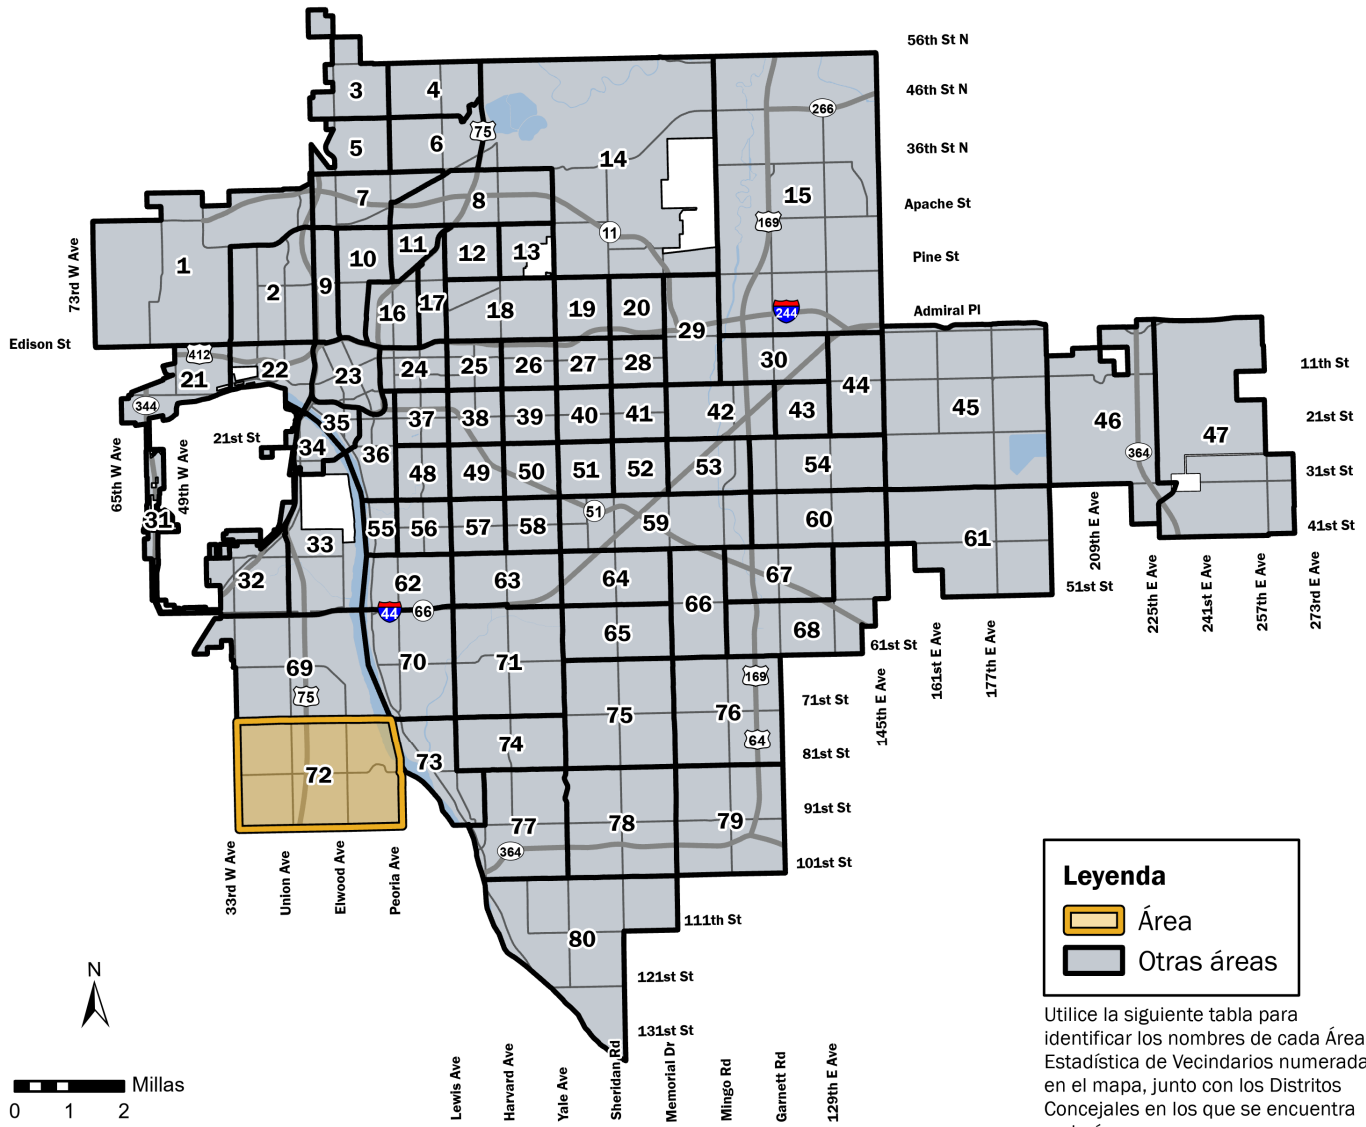 56th St N
46th St N
36th St N
Apache St
Pine St
Admiral Pl
11th St
21st St
31st St
41st St
51st St
61st St
71st St
81st St
91st St
101st St
111th St
121st St
131st St
Edison St
21st St
73rd W Ave
65th W Ave
49th W Ave
33rd W Ave
Union Ave
Elwood Ave
Peoria Ave
Lewis Ave
Harvard Ave
Yale Ave
Sheridan Rd
Memorial Dr
Mingo Rd
Garnett Rd
129th E Ave
145th E Ave
161st E Ave
177th E Ave
209th E Ave
225th E Ave
241st E Ave
257th E Ave
273rd E Ave
3
4
75
266
5
6
14
15
7
8
169
11
1
2
9
10
11
12
13
16
17
18
19
20
29
244
412
21
22
23
24
25
26
27
28
30
44
344
35
37
38
39
40
41
42
43
45
46
47
34
36
364
48
49
50
51
52
53
54
31
33
55
56
57
58
51
59
60
61
32
62
63
64
66
67
44
66
65
68
69
70
71
75
169
72
73
74
75
76
64
77
78
79
364
80
N
Millas
0 1 2
Leyenda
Área
Otras áreas
Utilice la siguiente tabla para
identificar los nombres de cada Área
Estadística de Vecindarios numerada
en el mapa, junto con los Distritos
Concejales en los que se encuentra